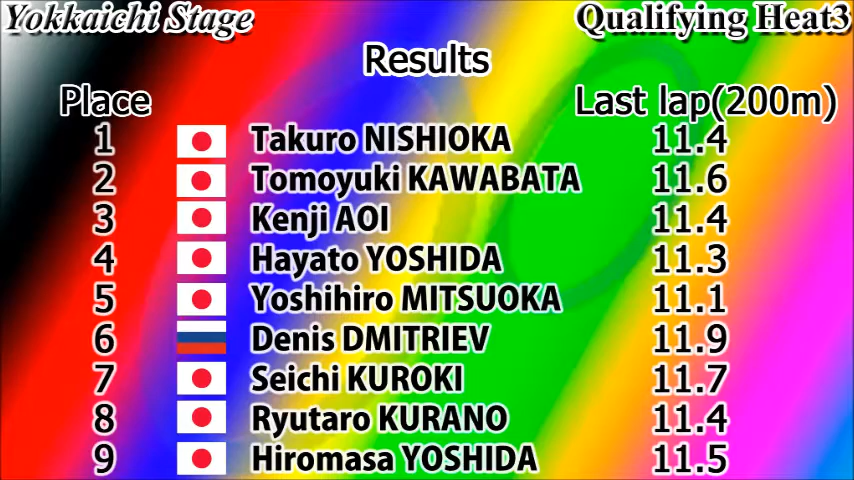 Yokkaichi Stage Qualifying Heat3
Results
Place Last lap(200m)
1 Takuro NISHIOKA 11.4
2 Tomoyuki KAWABATA 11.6
3 Kenji AOI 11.4
4 Hayato YOSHIDA 11.3
5 Yoshihiro MITSUOKA 11.1
6 Denis DMITRIEV 11.9
7 Seichi KUROKI 11.7
8 Ryutaro KURANO 11.4
9 Hiromasa YOSHIDA 11.5